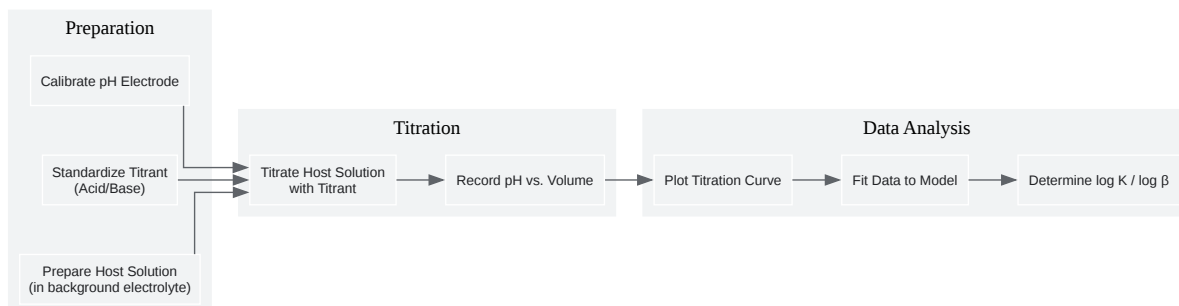 Preparation
Calibrate pH Electrode
Standardize Titrant
(Acid/Base)
Prepare Host Solution
(in background electrolyte)
Titration
Titrate Host Solution
with Titrant
Record pH vs. Volume
Data Analysis
Plot Titration Curve
Fit Data to Model
Determine log K / log β